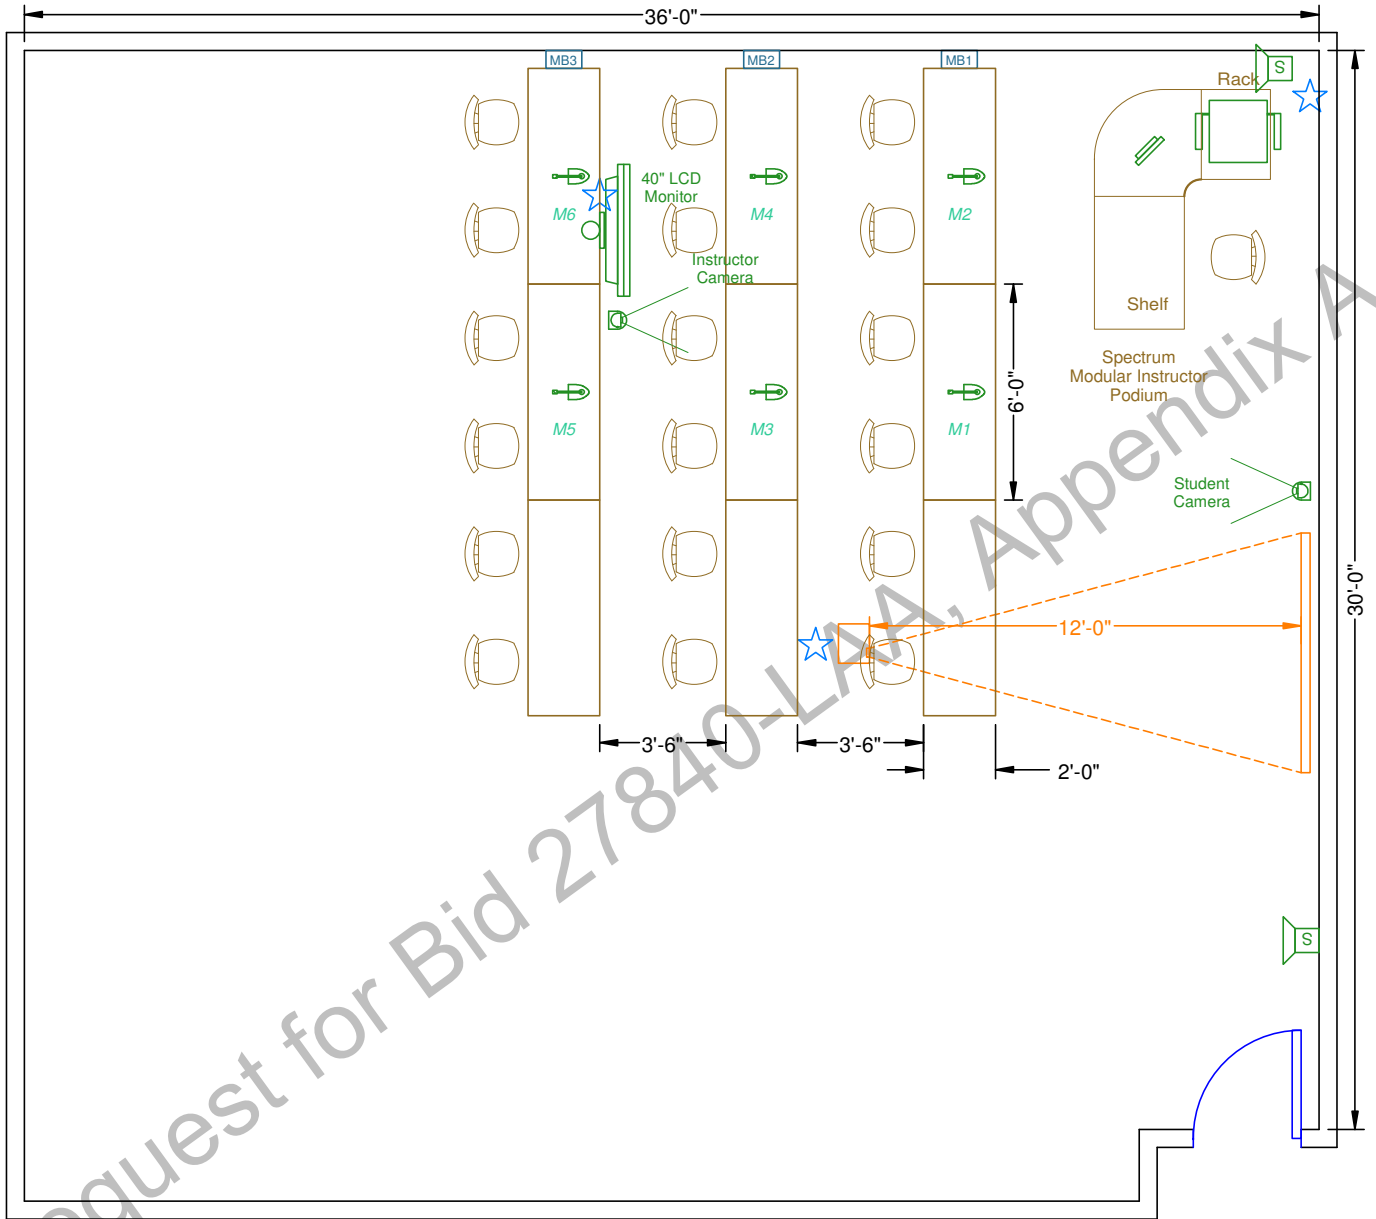 36'-0"
MB3
MB2
MB1
S
Rack
40" LCD
Monitor
M6
M4
M2
Instructor
Camera
Shelf
Spectrum
Modular Instructor
Podium
6'-0"
M5
M3
M1
Student
Camera
30'-0"
12'-0"
3'-6"
3'-6"
2'-0"
S
quest for Bid 27840-LAA, Appendix A